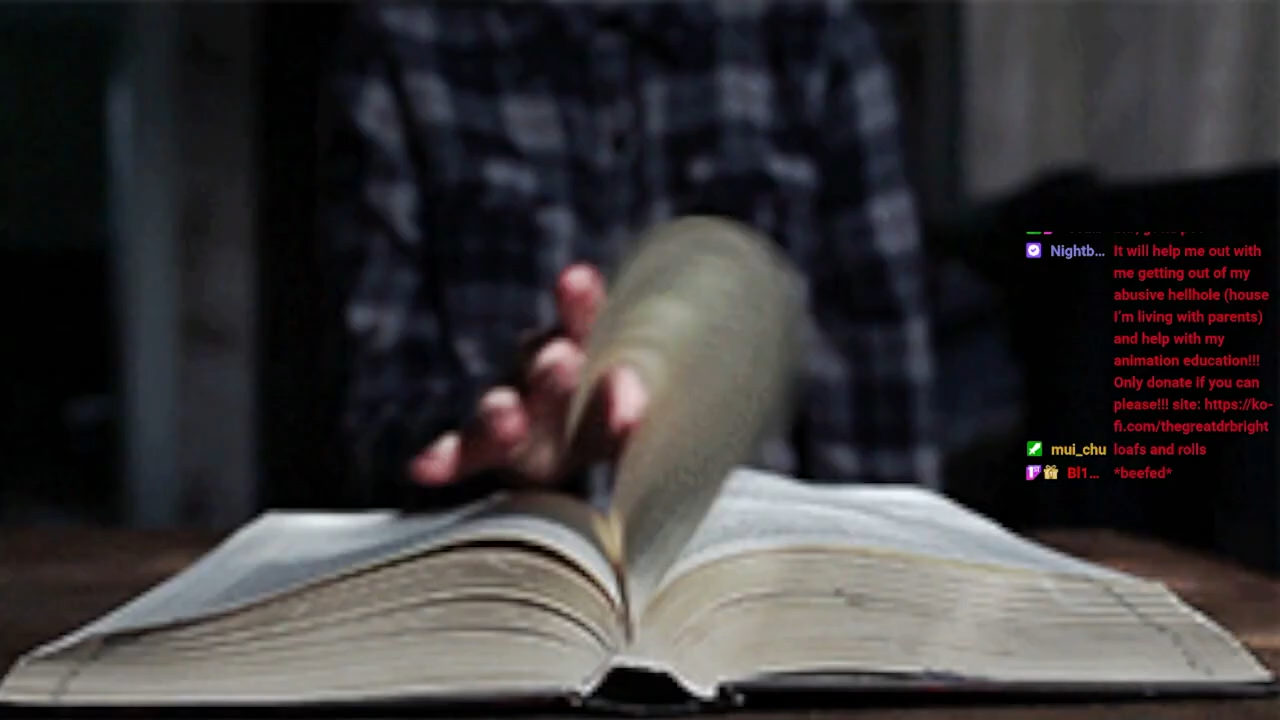 Nightb... It will help me out with
me getting out of my
abusive hellhole (house
I'm living with parents)
and help with my
animation education!!!
Only donate if you can
please!!! site: https://ko-
fi.com/thegreatdrbright
mui_chu loafs and rolls
Bl1... *beefed*